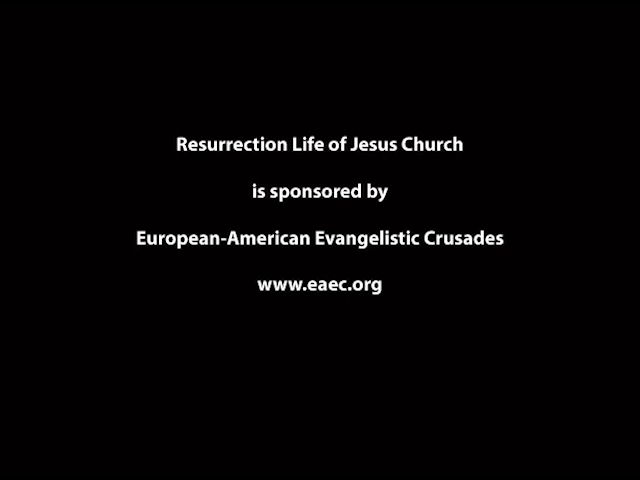 Resurrection Life of Jesus Church
is sponsored by
European-American Evangelistic Crusades
www.eaec.org